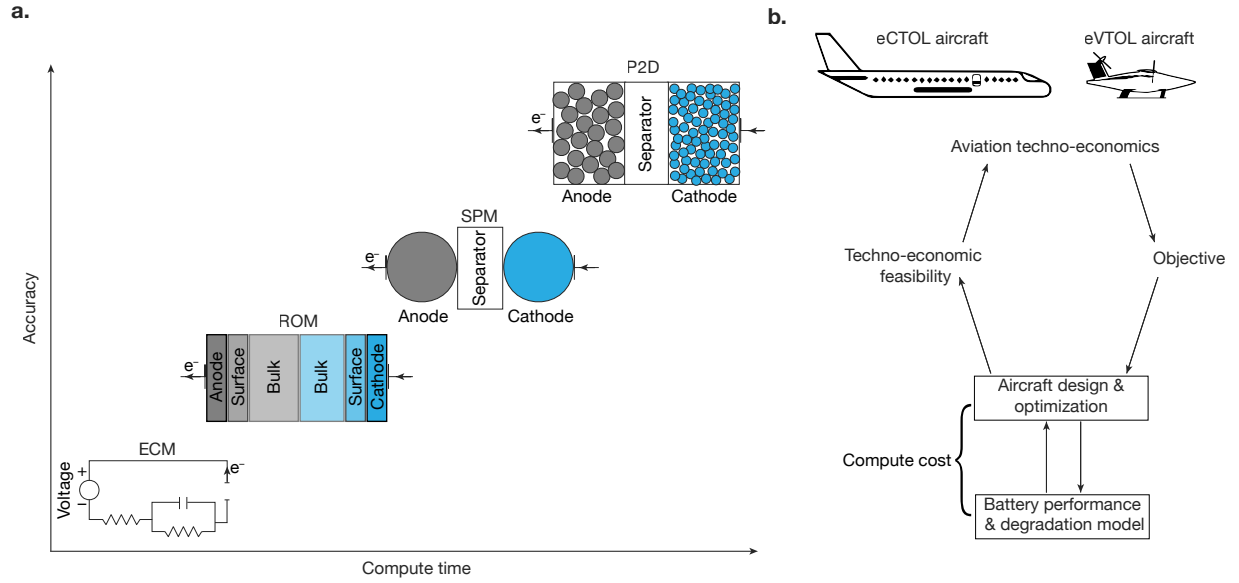 a.
Accuracy
Compute time
P2D
e⁻
Separator
Anode
Cathode
SPM
e⁻
Separator
Anode
Cathode
ROM
e⁻
Anode
Surface
Bulk
Bulk
Surface
Cathode
ECM
Voltage
+
−
e⁻
b.
eCTOL aircraft
eVTOL aircraft
Aviation techno-economics
Techno-economic
feasibility
Objective
Aircraft design &
optimization
Compute cost
Battery performance
& degradation model